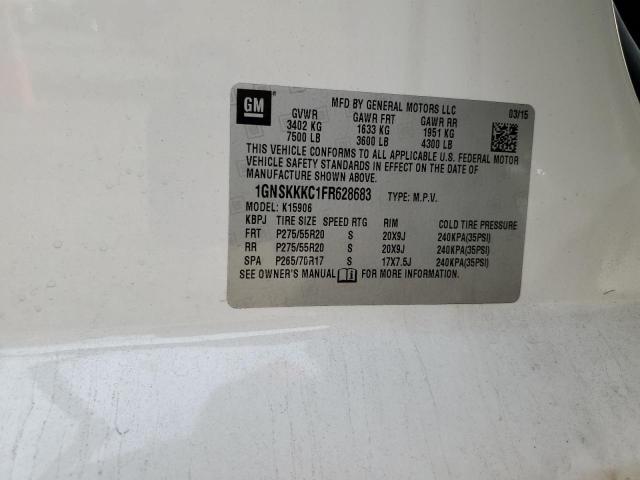 GM
MFD BY GENERAL MOTORS LLC 03/15
GVWR GAWR FRT GAWR RR
3402 KG 1633 KG 1951 KG
7500 LB 3600 LB 4300 LB
THIS VEHICLE CONFORMS TO ALL APPLICABLE U.S. FEDERAL MOTOR
VEHICLE SAFETY STANDARDS IN EFFECT ON THE DATE OF
MANUFACTURE SHOWN ABOVE.
1GNSKKKC1FR628683 TYPE: M.P.V.
MODEL: K15906
KBPJ TIRE SIZE SPEED RTG RIM COLD TIRE PRESSURE
FRT P275/55R20 S 20X9J 240KPA(35PSI)
RR P275/55R20 S 20X9J 240KPA(35PSI)
SPA P265/70R17 S 17X7.5J 240KPA(35PSI)
SEE OWNER'S MANUAL FOR MORE INFORMATION.